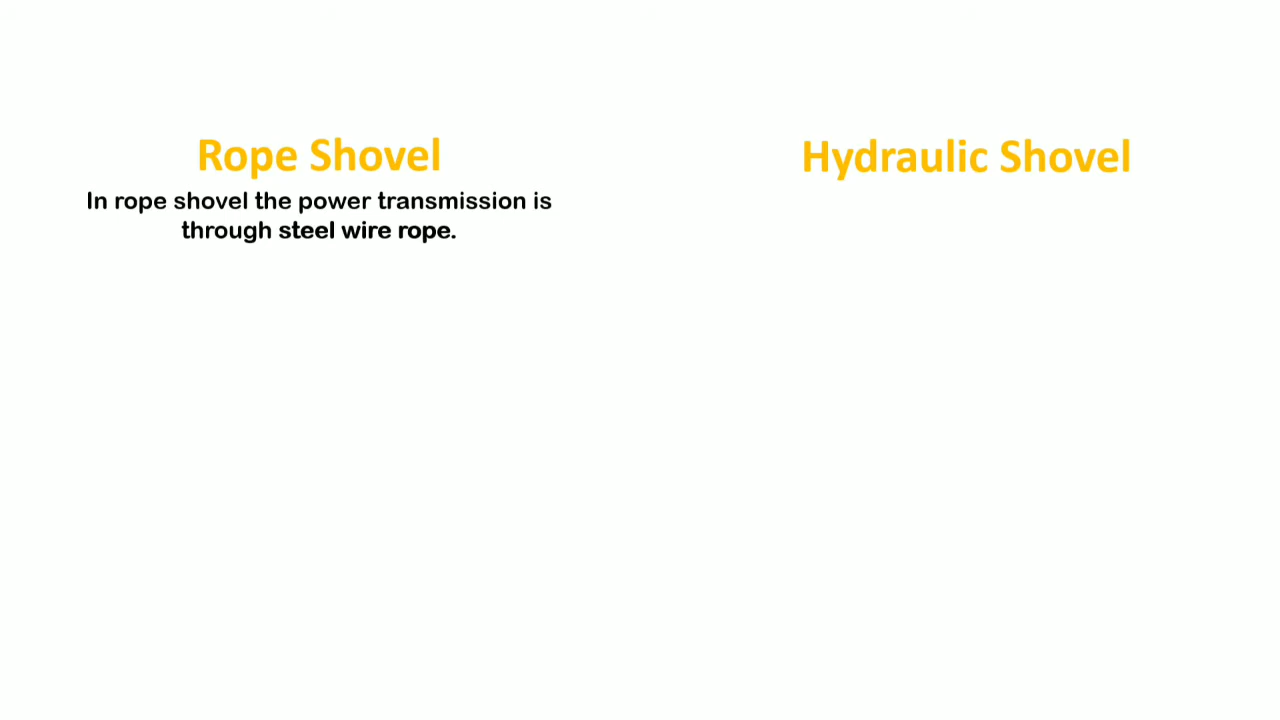 Rope Shovel
In rope shovel the power transmission is
through steel wire rope.
Hydraulic Shovel